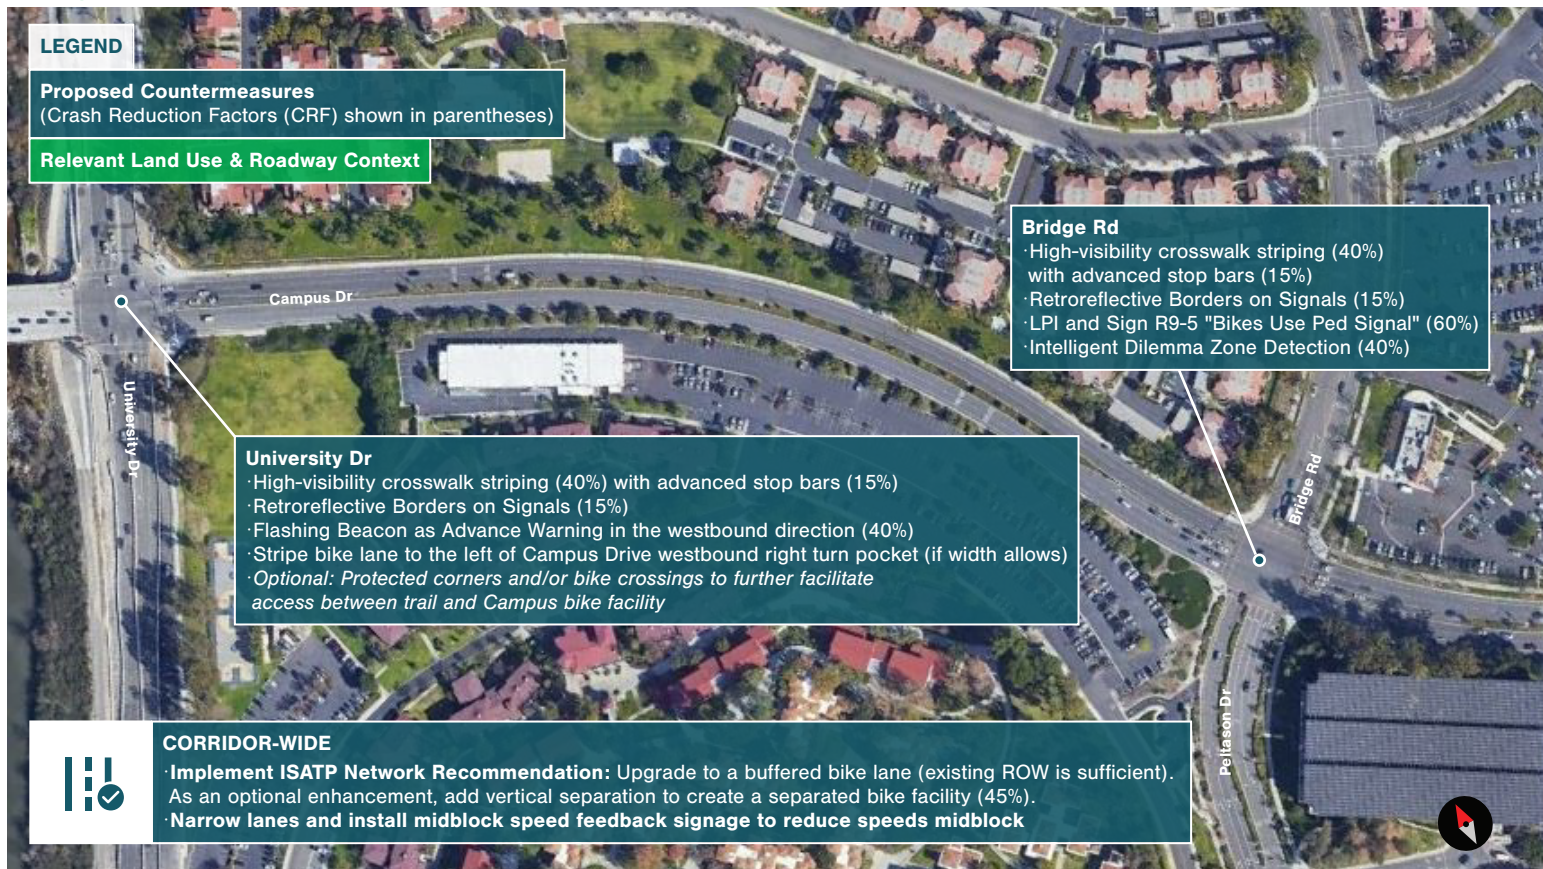 LEGEND
Proposed Countermeasures
(Crash Reduction Factors (CRF) shown in parentheses)
Relevant Land Use & Roadway Context
Bridge Rd
·High-visibility crosswalk striping (40%)
with advanced stop bars (15%)
·Retroreflective Borders on Signals (15%)
·LPI and Sign R9-5 "Bikes Use Ped Signal" (60%)
·Intelligent Dilemma Zone Detection (40%)
Campus Dr
University Dr
Bridge Rd
University Dr
·High-visibility crosswalk striping (40%) with advanced stop bars (15%)
·Retroreflective Borders on Signals (15%)
·Flashing Beacon as Advance Warning in the westbound direction (40%)
·Stripe bike lane to the left of Campus Drive westbound right turn pocket (if width allows)
·Optional: Protected corners and/or bike crossings to further facilitate
access between trail and Campus bike facility
Peltason Dr
CORRIDOR-WIDE
·Implement ISATP Network Recommendation: Upgrade to a buffered bike lane (existing ROW is sufficient).
As an optional enhancement, add vertical separation to create a separated bike facility (45%).
·Narrow lanes and install midblock speed feedback signage to reduce speeds midblock